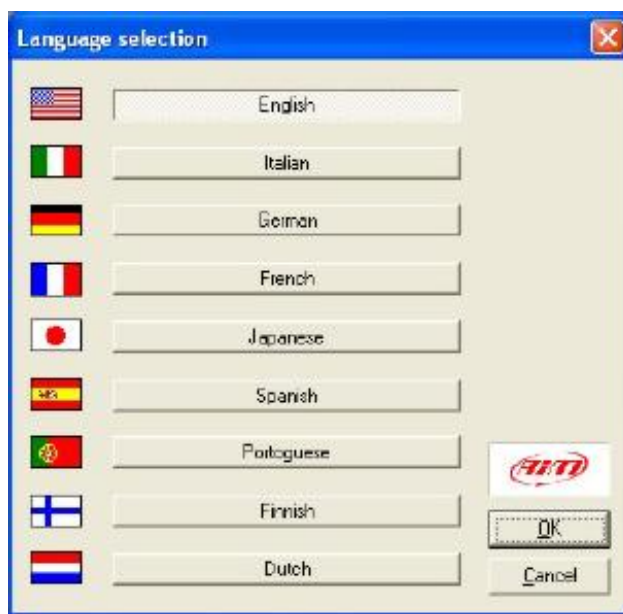 Language selection
English
Italian
German
French
Japanese
Spanish
Portoguese
Finnish
Dutch
AiM
OK
Cancel